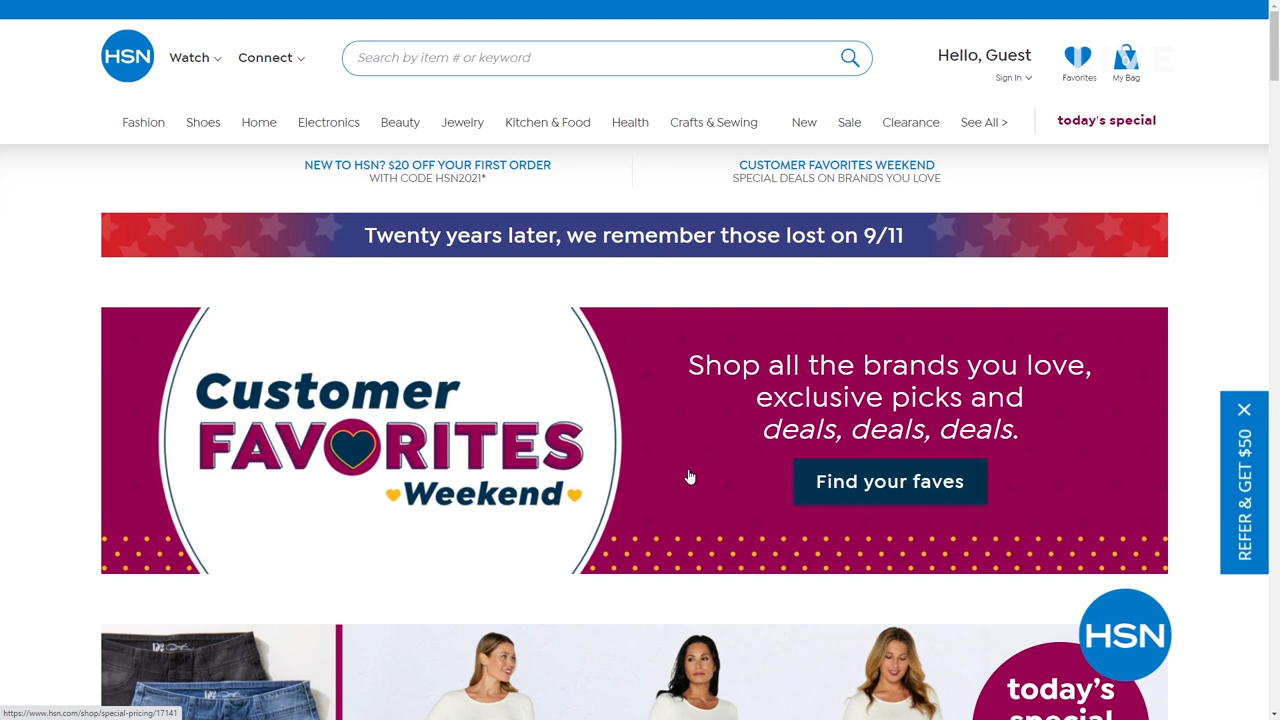 HSN
Watch
Connect
Search by item # or keyword
Hello, Guest
Sign In
Favorites
My Bag
Fashion
Shoes
Home
Electronics
Beauty
Jewelry
Kitchen & Food
Health
Crafts & Sewing
New
Sale
Clearance
See All >
today's special
NEW TO HSN? $20 OFF YOUR FIRST ORDER
WITH CODE HSN2021*
CUSTOMER FAVORITES WEEKEND
SPECIAL DEALS ON BRANDS YOU LOVE
Twenty years later, we remember those lost on 9/11
Customer
FAVORITES
Weekend
Shop all the brands you love,
exclusive picks and
deals, deals, deals.
Find your faves
REFER & GET $50
HSN
today's
special
https://www.hsn.com/shop/special-pricing/17141